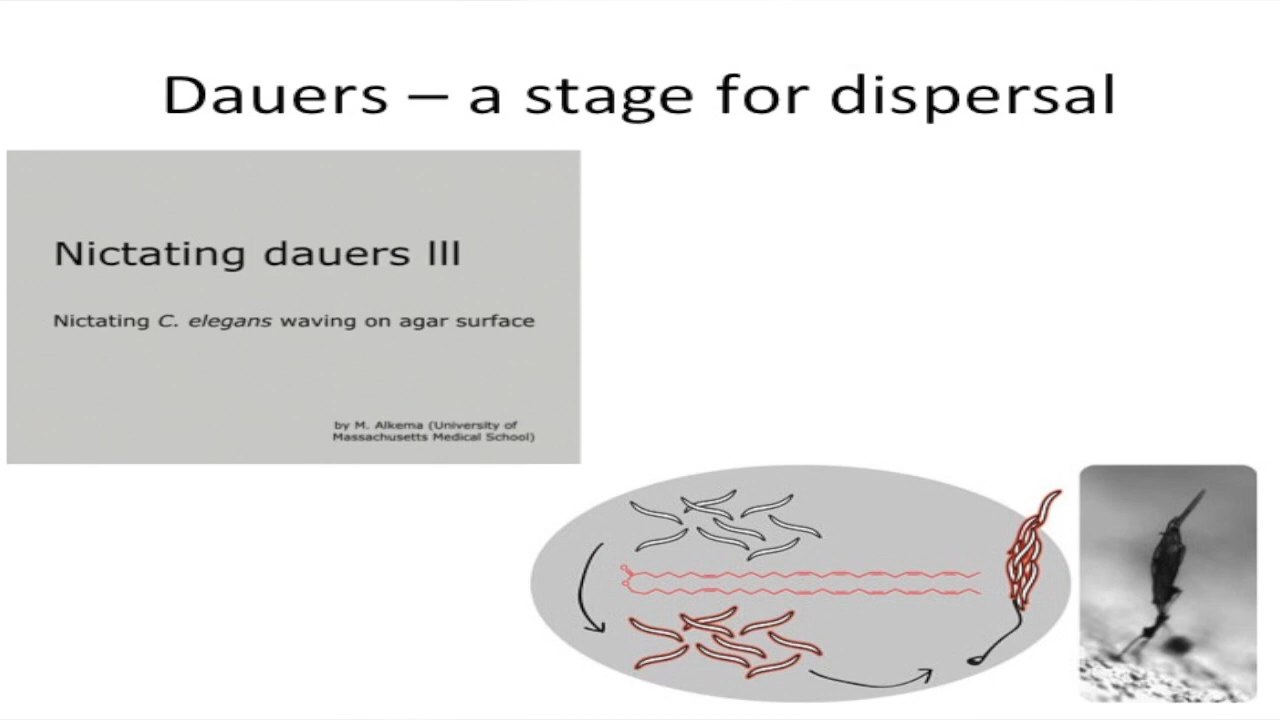 Dauers – a stage for dispersal
Nictating dauers III
Nictating C. elegans waving on agar surface
by M. Alkema (University of
Massachusetts Medical School)